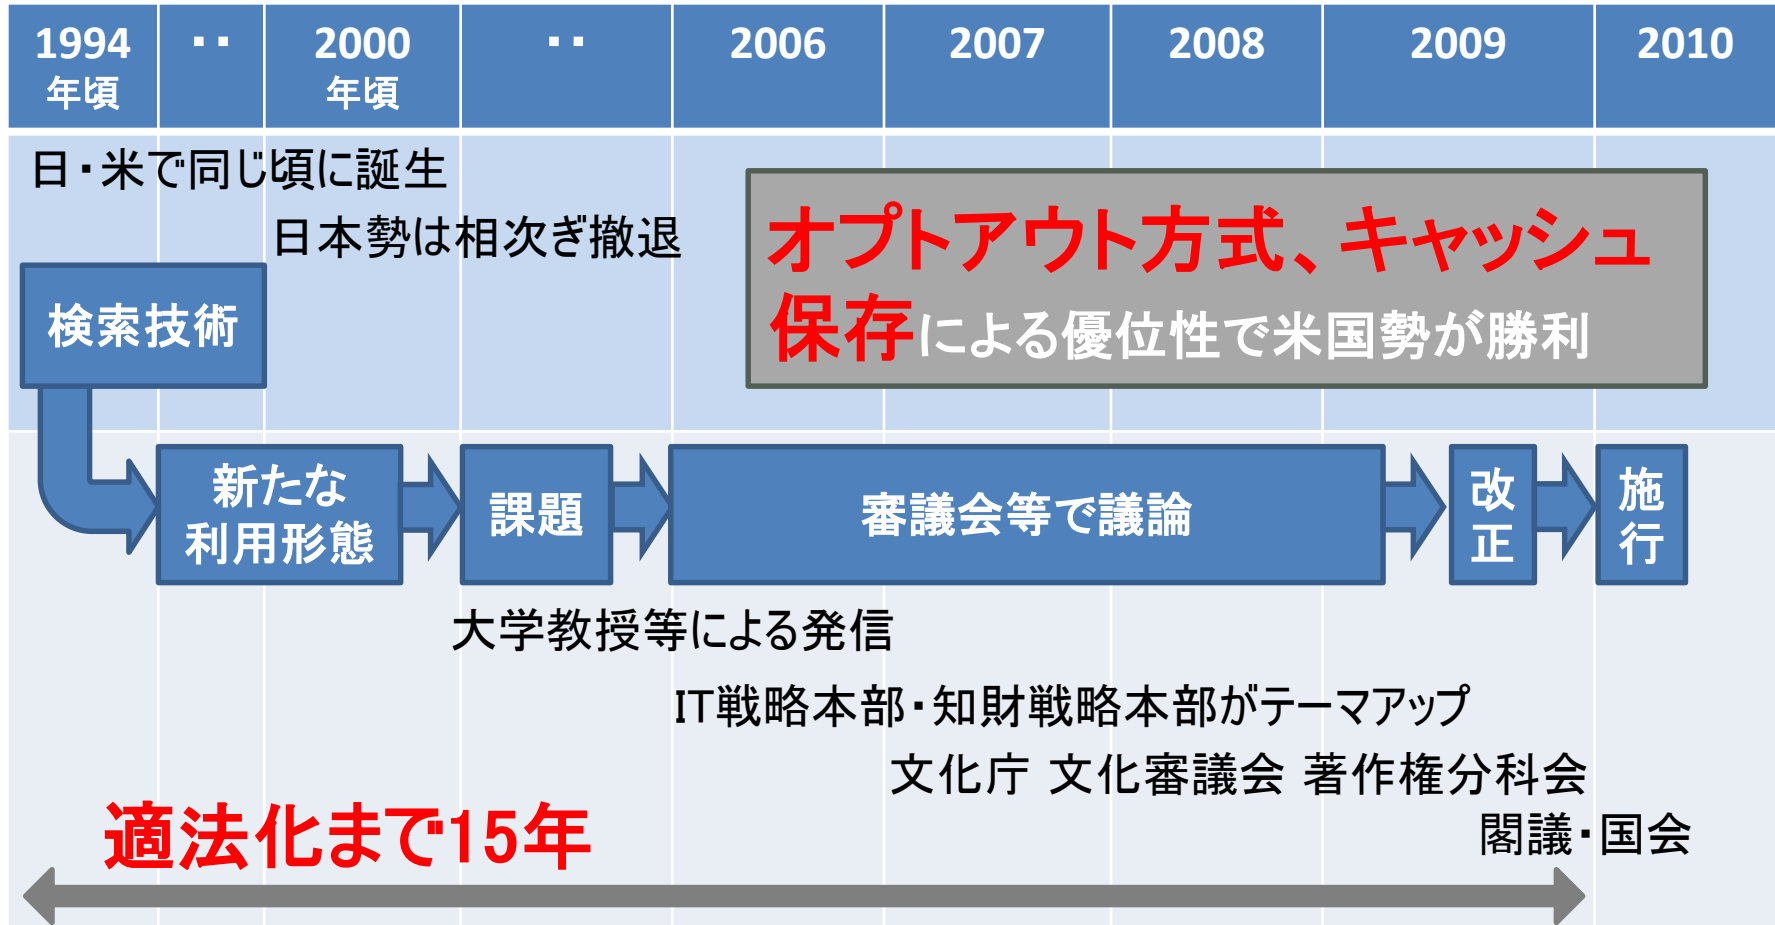 1994
年頃
・・
2000
年頃
・・
2006
2007
2008
2009
2010
日・米で同じ頃に誕生
日本勢は相次ぎ撤退
オプトアウト方式、キャッシュ
保存による優位性で米国勢が勝利
検索技術
新たな
利用形態
課題
審議会等で議論
改
正
施
行
大学教授等による発信
IT戦略本部・知財戦略本部がテーマアップ
文化庁 文化審議会 著作権分科会
閣議・国会
適法化まで15年